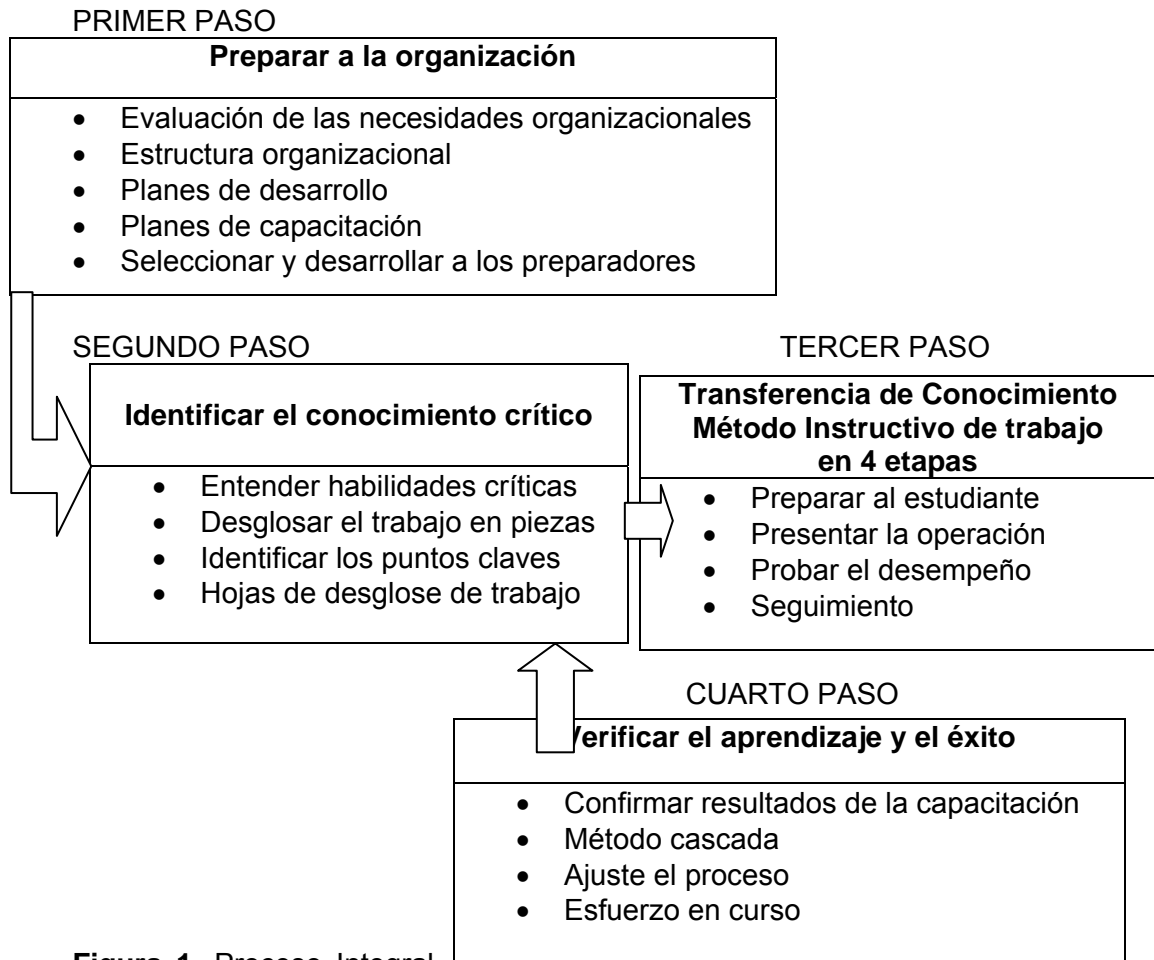 PRIMER PASO
Preparar a la organización
• Evaluación de las necesidades organizacionales
• Estructura organizacional
• Planes de desarrollo
• Planes de capacitación
• Seleccionar y desarrollar a los preparadores
SEGUNDO PASO
Identificar el conocimiento crítico
• Entender habilidades críticas
• Desglosar el trabajo en piezas
• Identificar los puntos claves
• Hojas de desglose de trabajo
TERCER PASO
Transferencia de Conocimiento
Método Instructivo de trabajo
en 4 etapas
• Preparar al estudiante
• Presentar la operación
• Probar el desempeño
• Seguimiento
CUARTO PASO
Verificar el aprendizaje y el éxito
• Confirmar resultados de la capacitación
• Método cascada
• Ajuste el proceso
• Esfuerzo en curso
Figura 1. Proceso Integral